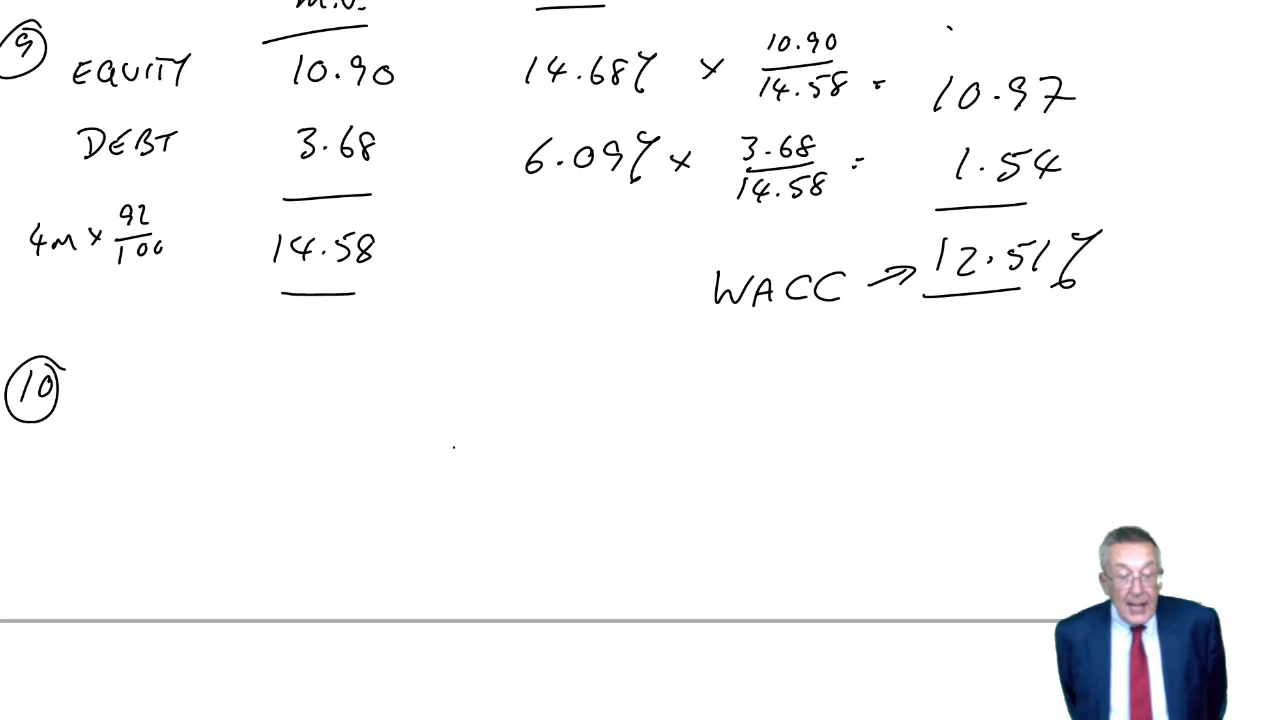 M.V.
9
EQUITY 10.90 14.68% × 10.90/14.58 = 10.97
DEBT 3.68 6.09% × 3.68/14.58 = 1.54
4m × 92/100 14.58 WACC → 12.51%
10